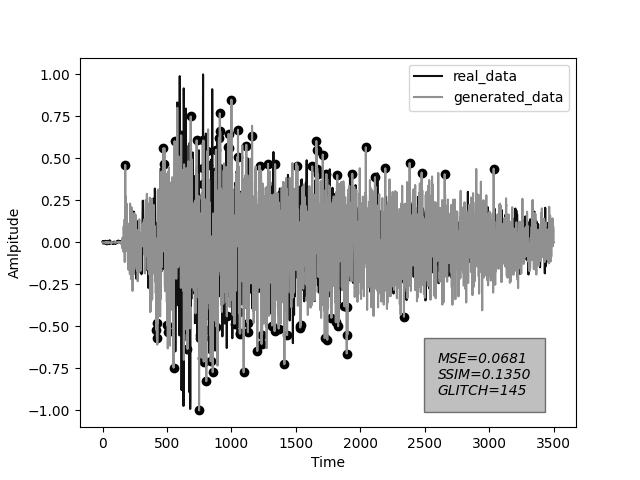 real_data
generated_data
1.00
0.75
0.50
0.25
0.00
−0.25
−0.50
−0.75
−1.00
Amlpitude
MSE=0.0681
SSIM=0.1350
GLITCH=145
0 500 1000 1500 2000 2500 3000 3500
Time